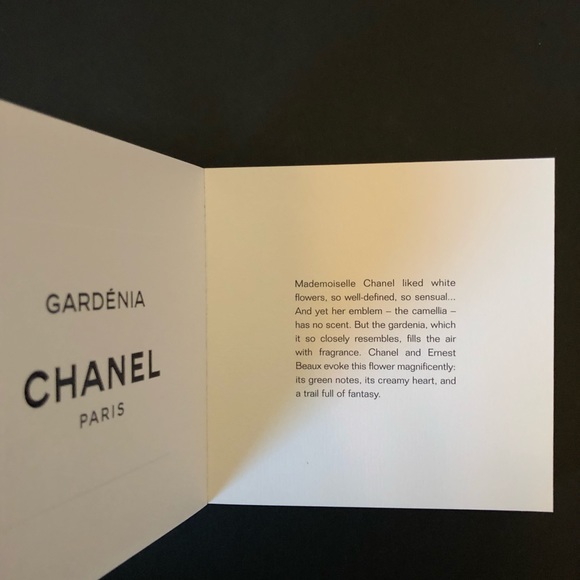 GARDÉNIA
CHANEL
PARIS
Mademoiselle Chanel liked white
flowers, so well-defined, so sensual...
And yet her emblem – the camellia –
has no scent. But the gardenia, which
it so closely resembles, fills the air
with fragrance. Chanel and Ernest
Beaux evoke this flower magnificently:
its green notes, its creamy heart, and
a trail full of fantasy.